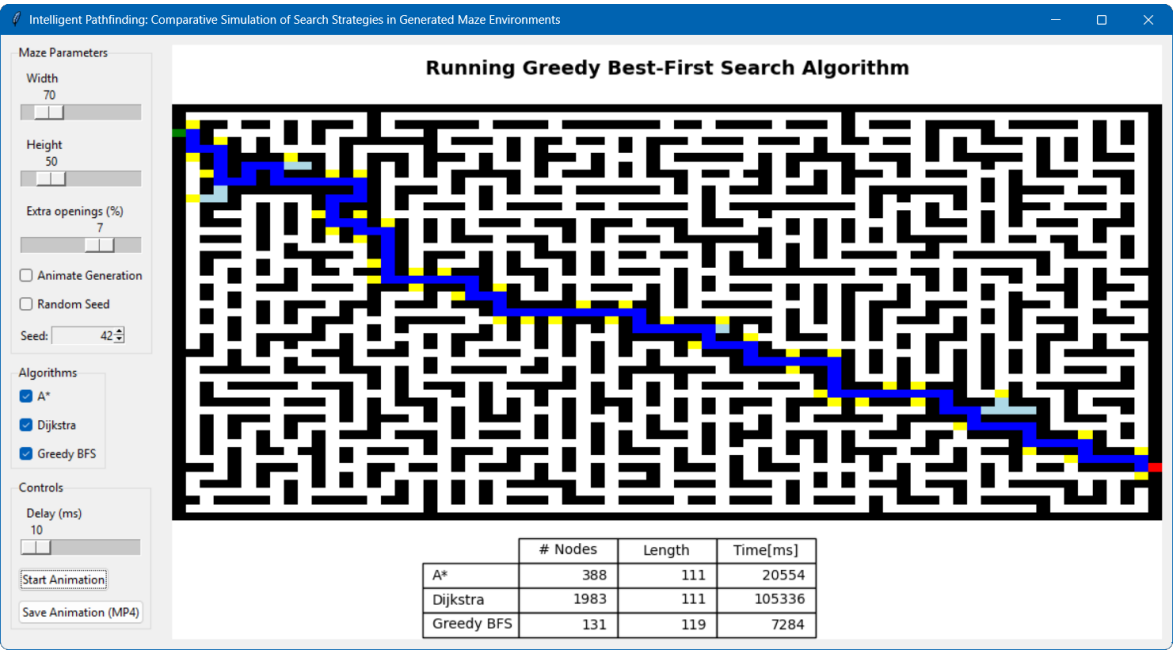 Intelligent Pathfinding: Comparative Simulation of Search Strategies in Generated Maze Environments
Maze Parameters
Width
70
Height
50
Extra openings (%)
7
Animate Generation
Random Seed
Seed: 42
Algorithms
A*
Dijkstra
Greedy BFS
Controls
Delay (ms)
10
Start Animation
Save Animation (MP4)
Running Greedy Best-First Search Algorithm
# Nodes Length Time[ms]
A* 388 111 20554
Dijkstra 1983 111 105336
Greedy BFS 131 119 7284